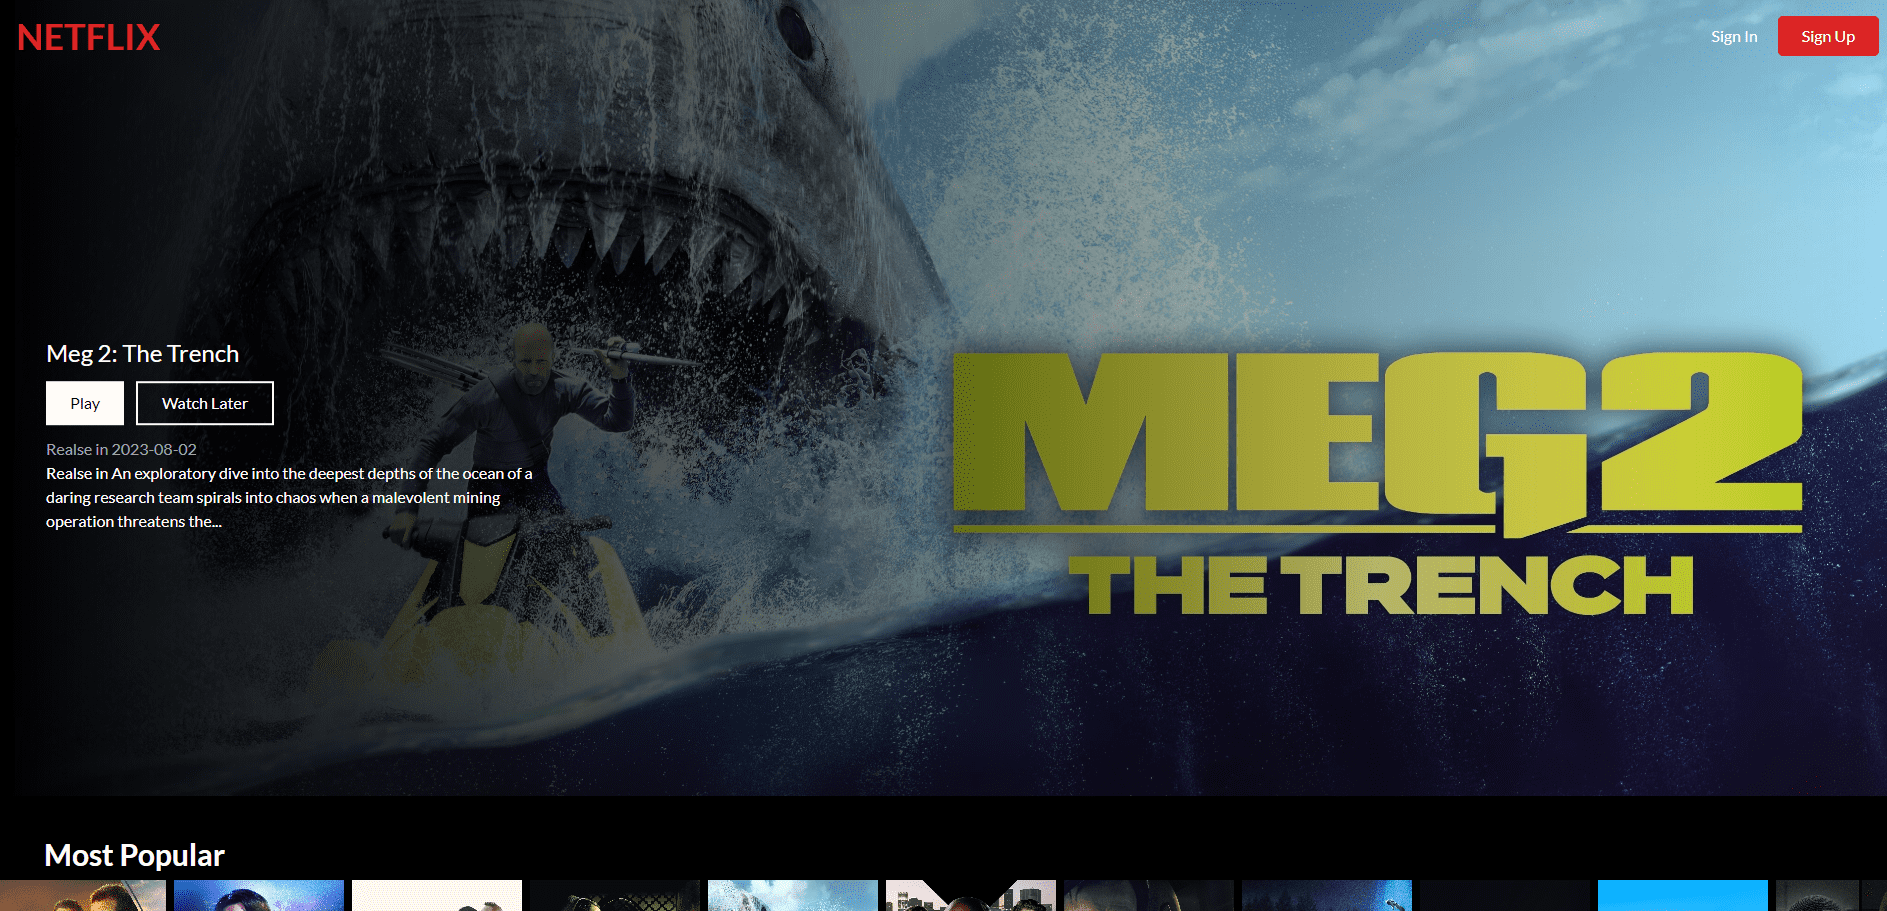 NETFLIX
Sign In
Sign Up
Meg 2: The Trench
Play
Watch Later
Realse in 2023-08-02
Realse in An exploratory dive into the deepest depths of the ocean of a
daring research team spirals into chaos when a malevolent mining
operation threatens the...
MEG2
THE TRENCH
Most Popular